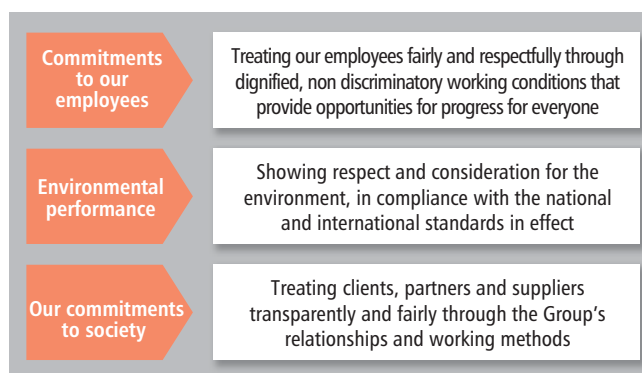 Commitments
to our
employees
Treating our employees fairly and respectfully through
dignified, non discriminatory working conditions that
provide opportunities for progress for everyone
Environmental
performance
Showing respect and consideration for the
environment, in compliance with the national
and international standards in effect
Our commitments
to society
Treating clients, partners and suppliers
transparently and fairly through the Group's
relationships and working methods